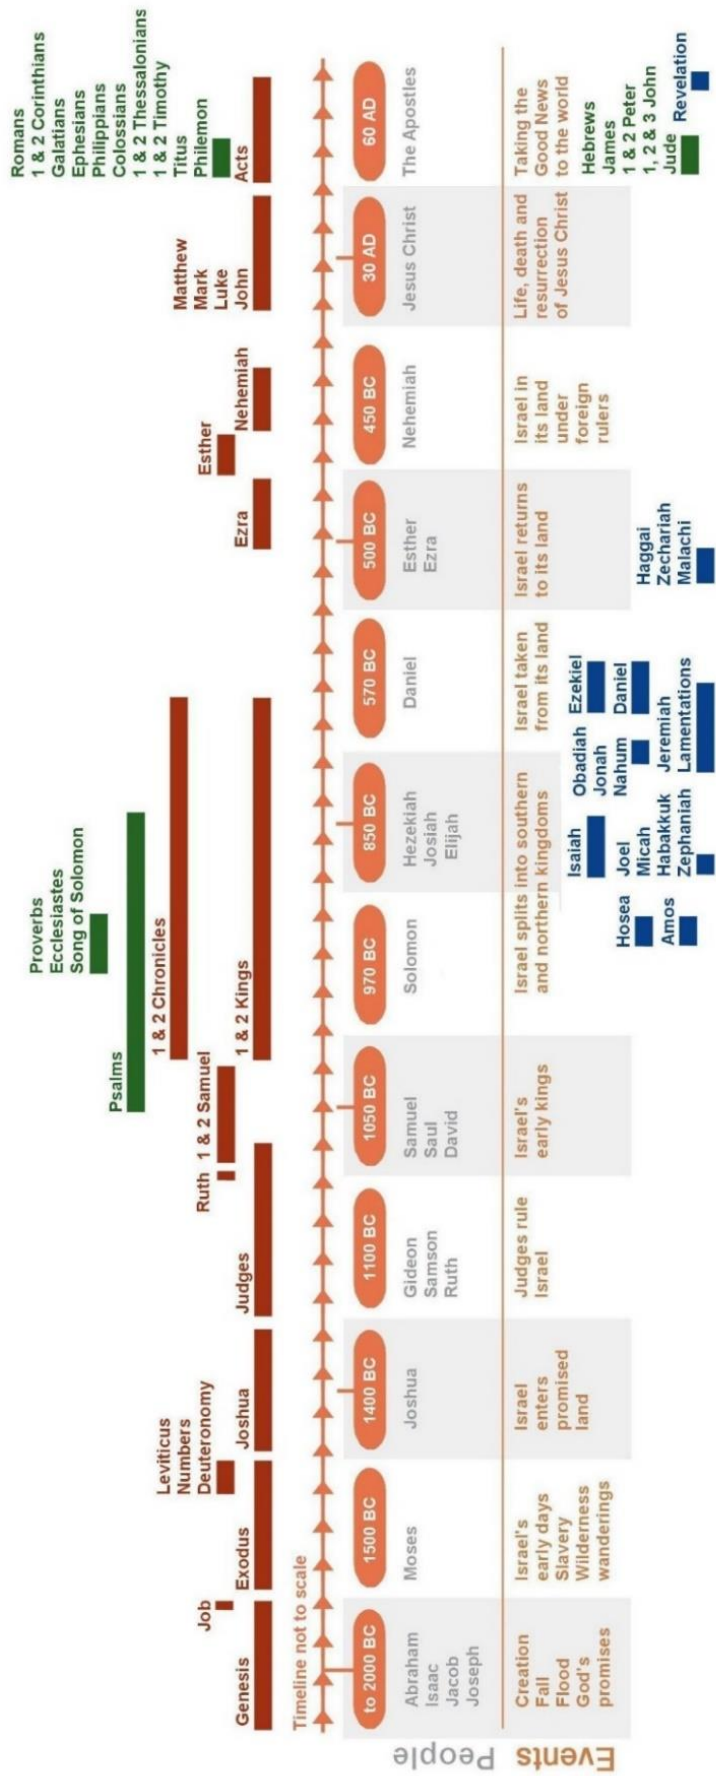 Proverbs
Ecclesiastes
Song of Solomon
Psalms
1 & 2 Chronicles
Romans
1 & 2 Corinthians
Galatians
Ephesians
Philippians
Colossians
1 & 2 Thessalonians
1 & 2 Timothy
Titus
Philemon
Leviticus
Numbers
Deuteronomy
Matthew
Mark
Luke
John
Job
Ruth
1 & 2 Samuel
Esther
Genesis
Exodus
Joshua
Judges
1 & 2 Kings
Ezra
Nehemiah
Acts
Timeline not to scale
to 2000 BC
1500 BC
1400 BC
1100 BC
1050 BC
970 BC
850 BC
570 BC
500 BC
450 BC
30 AD
60 AD
People
Abraham
Isaac
Jacob
Joseph
Moses
Joshua
Gideon
Samson
Ruth
Samuel
Saul
David
Solomon
Hezekiah
Josiah
Elijah
Daniel
Esther
Ezra
Nehemiah
Jesus Christ
The Apostles
Events
Creation
Fall
Flood
God's
promises
Israel's
early days
Slavery
Wilderness
wanderings
Israel
enters
promised
land
Judges rule
Israel
Israel's
early kings
Israel splits into southern
and northern kingdoms
Israel taken
from its land
Israel returns
to its land
Israel in
its land
under
foreign
rulers
Life, death and
resurrection
of Jesus Christ
Taking the
Good News
to the world
Hosea
Amos
Isaiah
Joel
Micah
Habakkuk
Zephaniah
Obadiah
Jonah
Nahum
Jeremiah
Lamentations
Ezekiel
Daniel
Haggai
Zechariah
Malachi
Hebrews
James
1 & 2 Peter
1, 2 & 3 John
Jude
Revelation